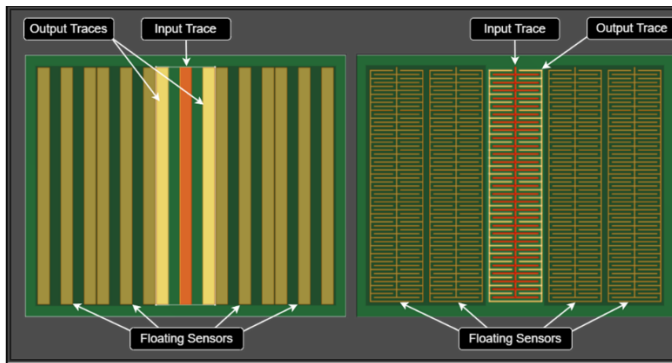 Output Traces
Input Trace
Input Trace
Output Trace
Floating Sensors
Floating Sensors